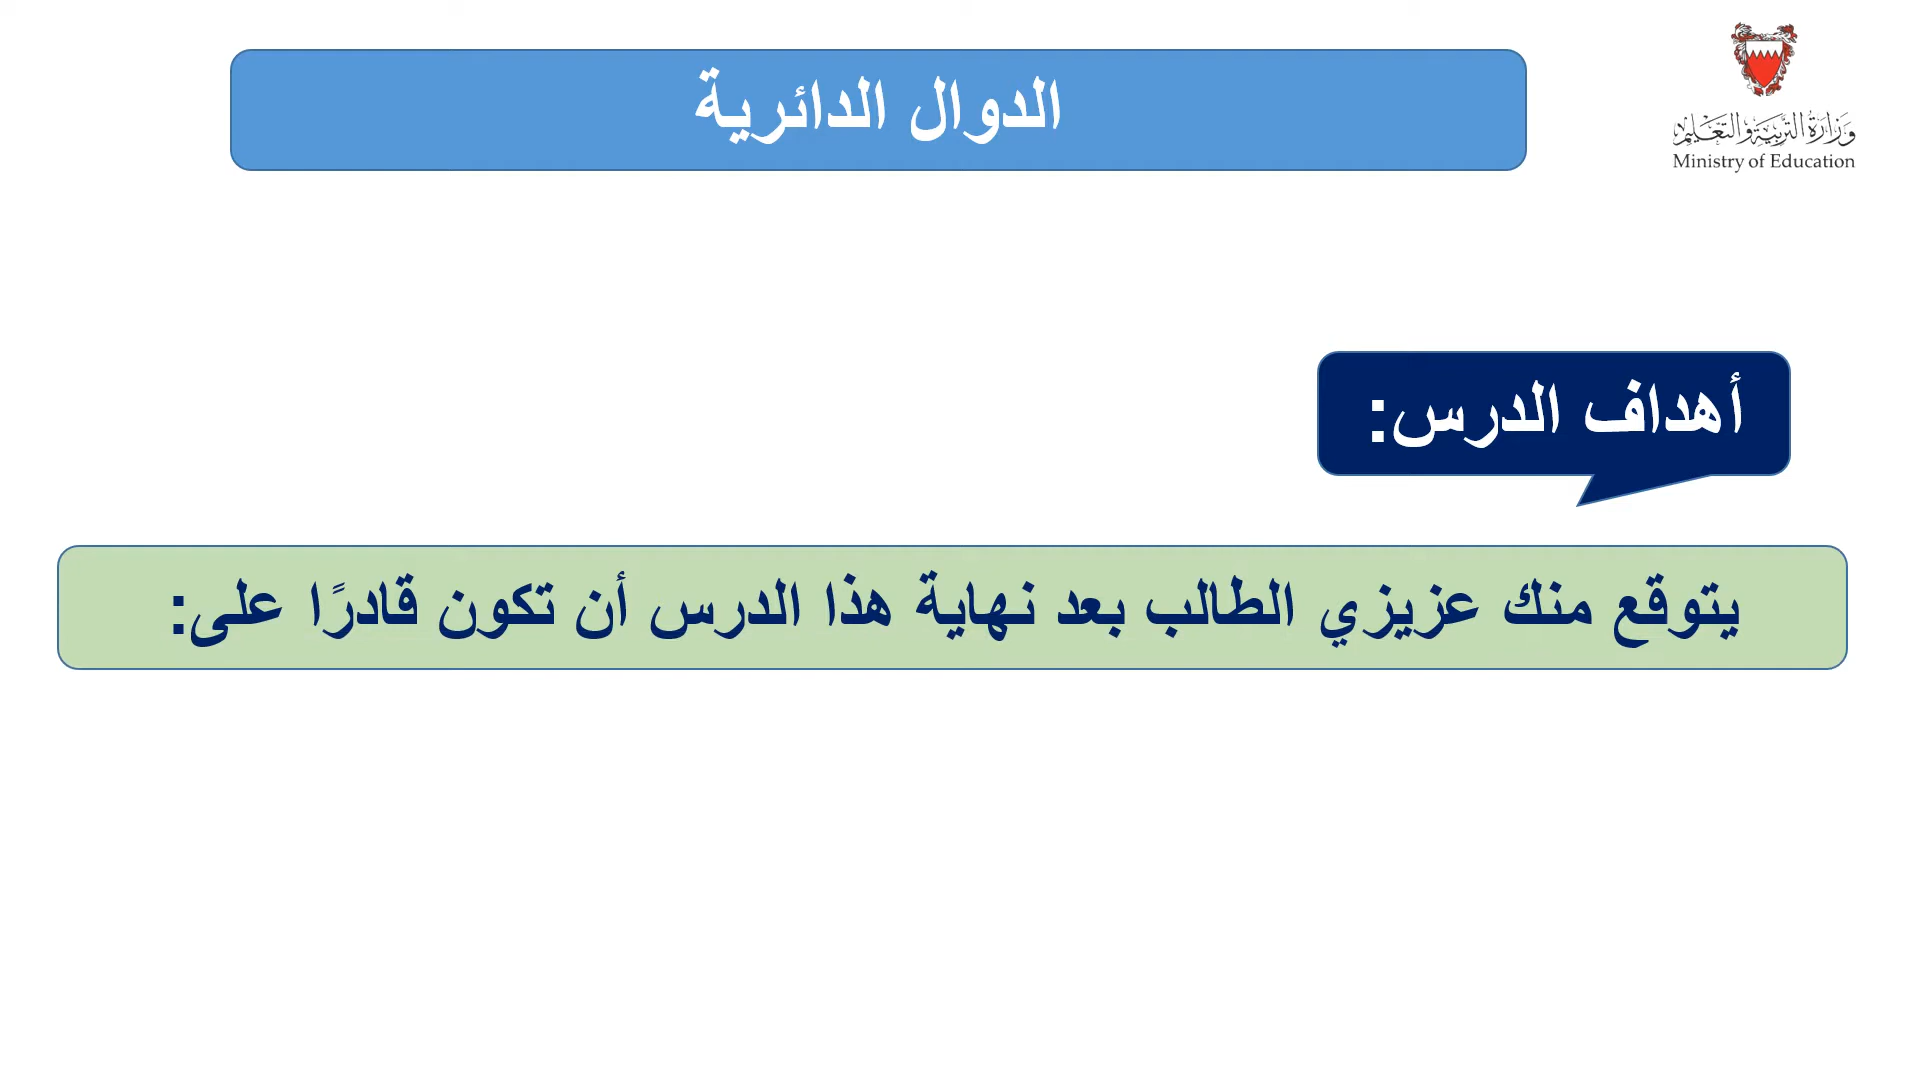 الدوال الدائرية
وزارة التربية والتعليم
Ministry of Education
أهداف الدرس:
يتوقع منك عزيزي الطالب بعد نهاية هذا الدرس أن تكون قادرًا على: